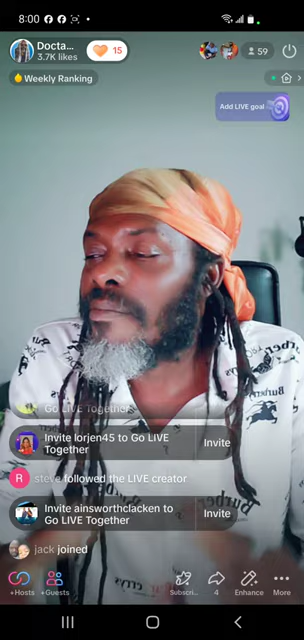 8:00
Docta...
3.7K likes
15
59
Weekly Ranking
Add LIVE goal
Go LIVE Together
Invite lorjen45 to Go LIVE
Together
Invite
R
steve followed the LIVE creator
Invite ainsworthclacken to
Go LIVE Together
Invite
jack joined
+Hosts
+Guests
Subscri...
4
Enhance
More